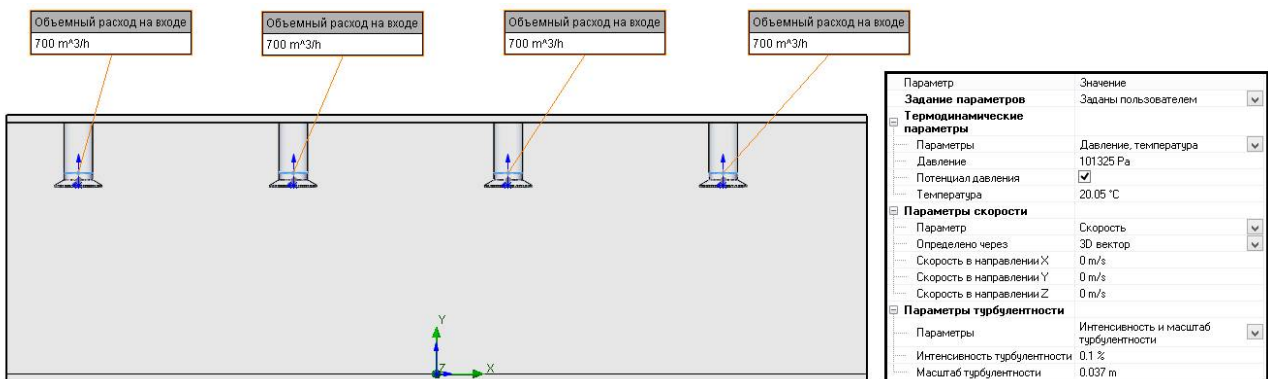 Объемный расход на входе
700 m^3/h
Объемный расход на входе
700 m^3/h
Объемный расход на входе
700 m^3/h
Объемный расход на входе
700 m^3/h
Y
Z
X
Параметр Значение
Задание параметров Заданы пользователем
Термодинамические
параметры
Параметры Давление, температура
Давление 101325 Pa
Потенциал давления
Температура 20.05 °C
Параметры скорости
Параметр Скорость
Определено через 3D вектор
Скорость в направлении X 0 m/s
Скорость в направлении Y 0 m/s
Скорость в направлении Z 0 m/s
Параметры турбулентности
Параметры Интенсивность и масштаб
турбулентности
Интенсивность турбулентности 0.1 %
Масштаб турбулентности 0.037 m